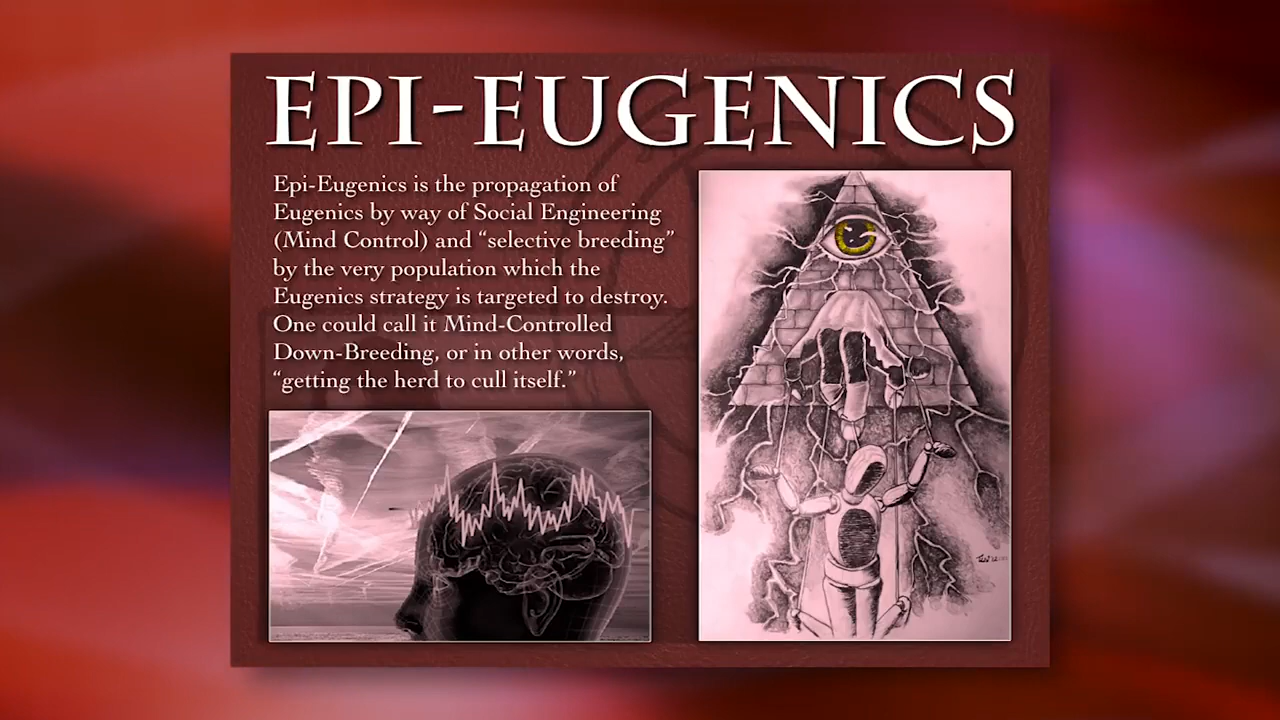 EPI-EUGENICS
Epi-Eugenics is the propagation of
Eugenics by way of Social Engineering
(Mind Control) and “selective breeding”
by the very population which the
Eugenics strategy is targeted to destroy.
One could call it Mind-Controlled
Down-Breeding, or in other words,
“getting the herd to cull itself.”